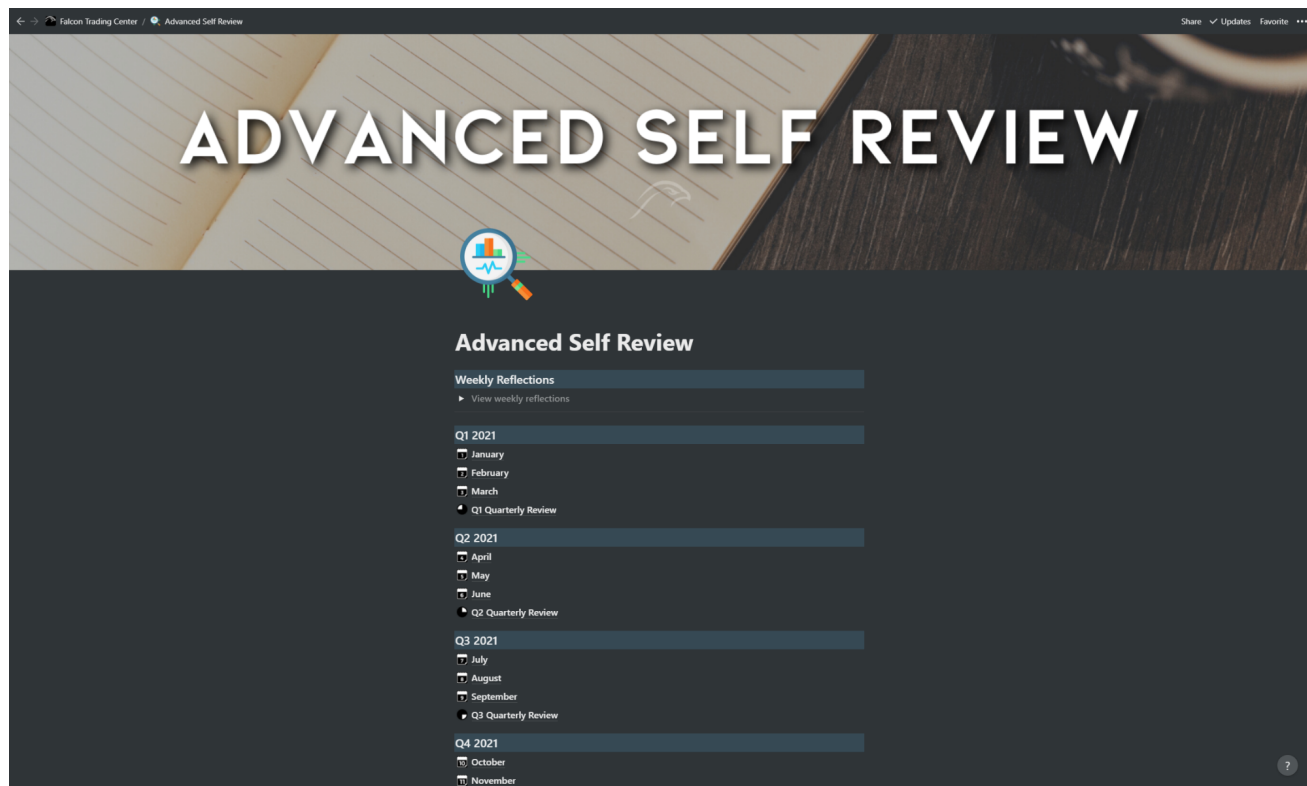 Falcon Trading Center / Advanced Self Review
Share ✓ Updates Favorite •••
ADVANCED SELF REVIEW
Advanced Self Review
Weekly Reflections
View weekly reflections
Q1 2021
January
February
March
Q1 Quarterly Review
Q2 2021
April
May
June
Q2 Quarterly Review
Q3 2021
July
August
September
Q3 Quarterly Review
Q4 2021
October
November
?